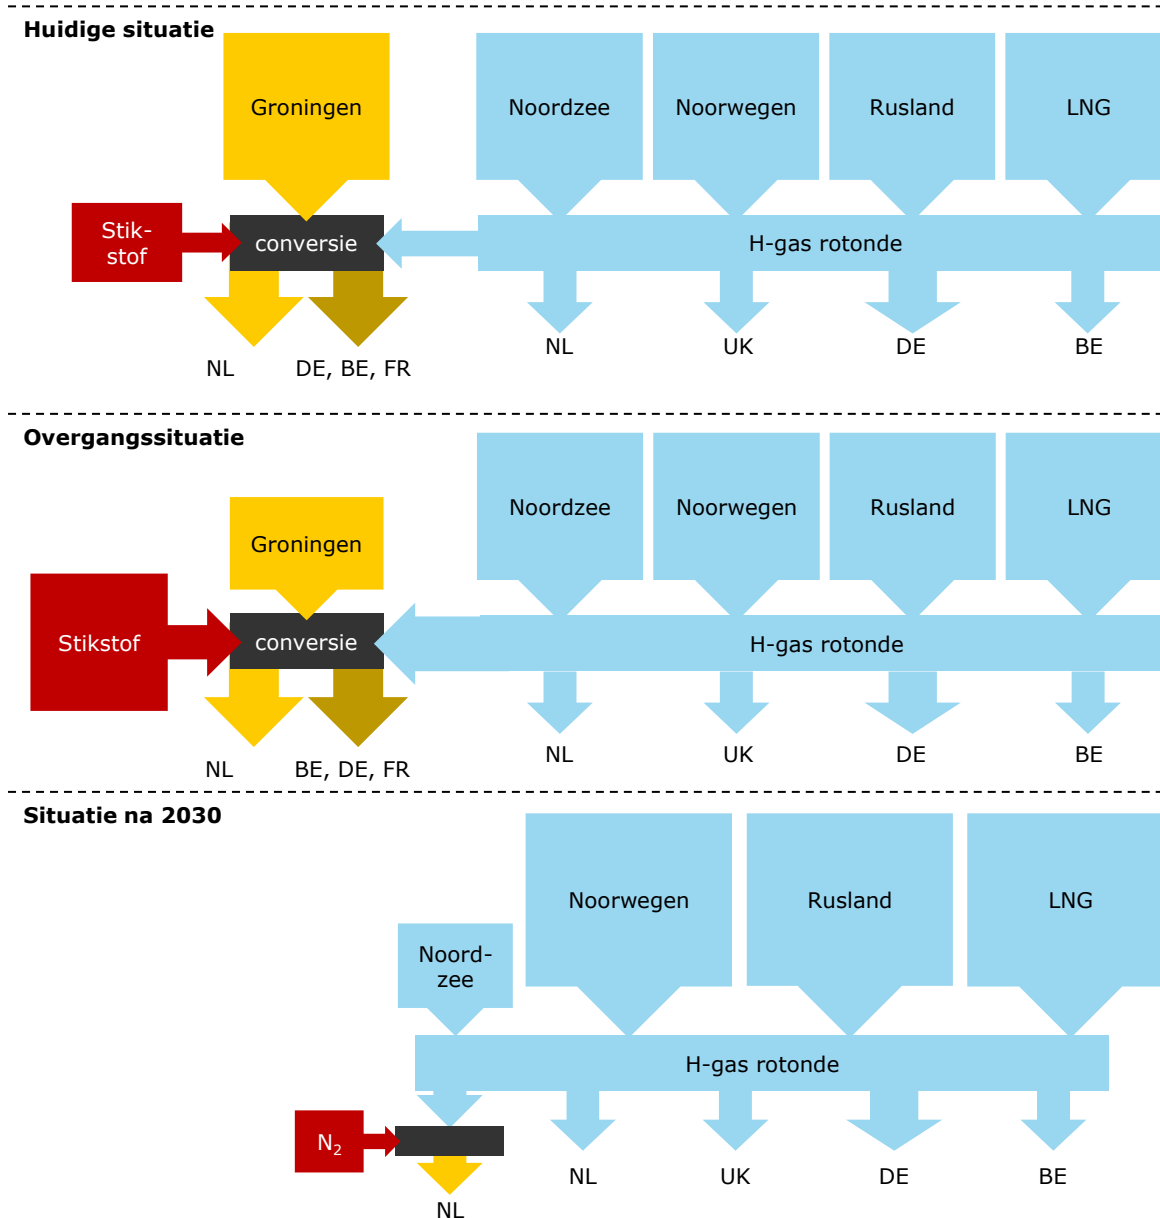 Huidige situatie
Groningen
Noordzee
Noorwegen
Rusland
LNG
Stik-
stof
conversie
H-gas rotonde
NL
DE, BE, FR
NL
UK
DE
BE
Overgangssituatie
Groningen
Noordzee
Noorwegen
Rusland
LNG
Stikstof
conversie
H-gas rotonde
NL
BE, DE, FR
NL
UK
DE
BE
Situatie na 2030
Noord-
zee
Noorwegen
Rusland
LNG
H-gas rotonde
N₂
NL
NL
UK
DE
BE